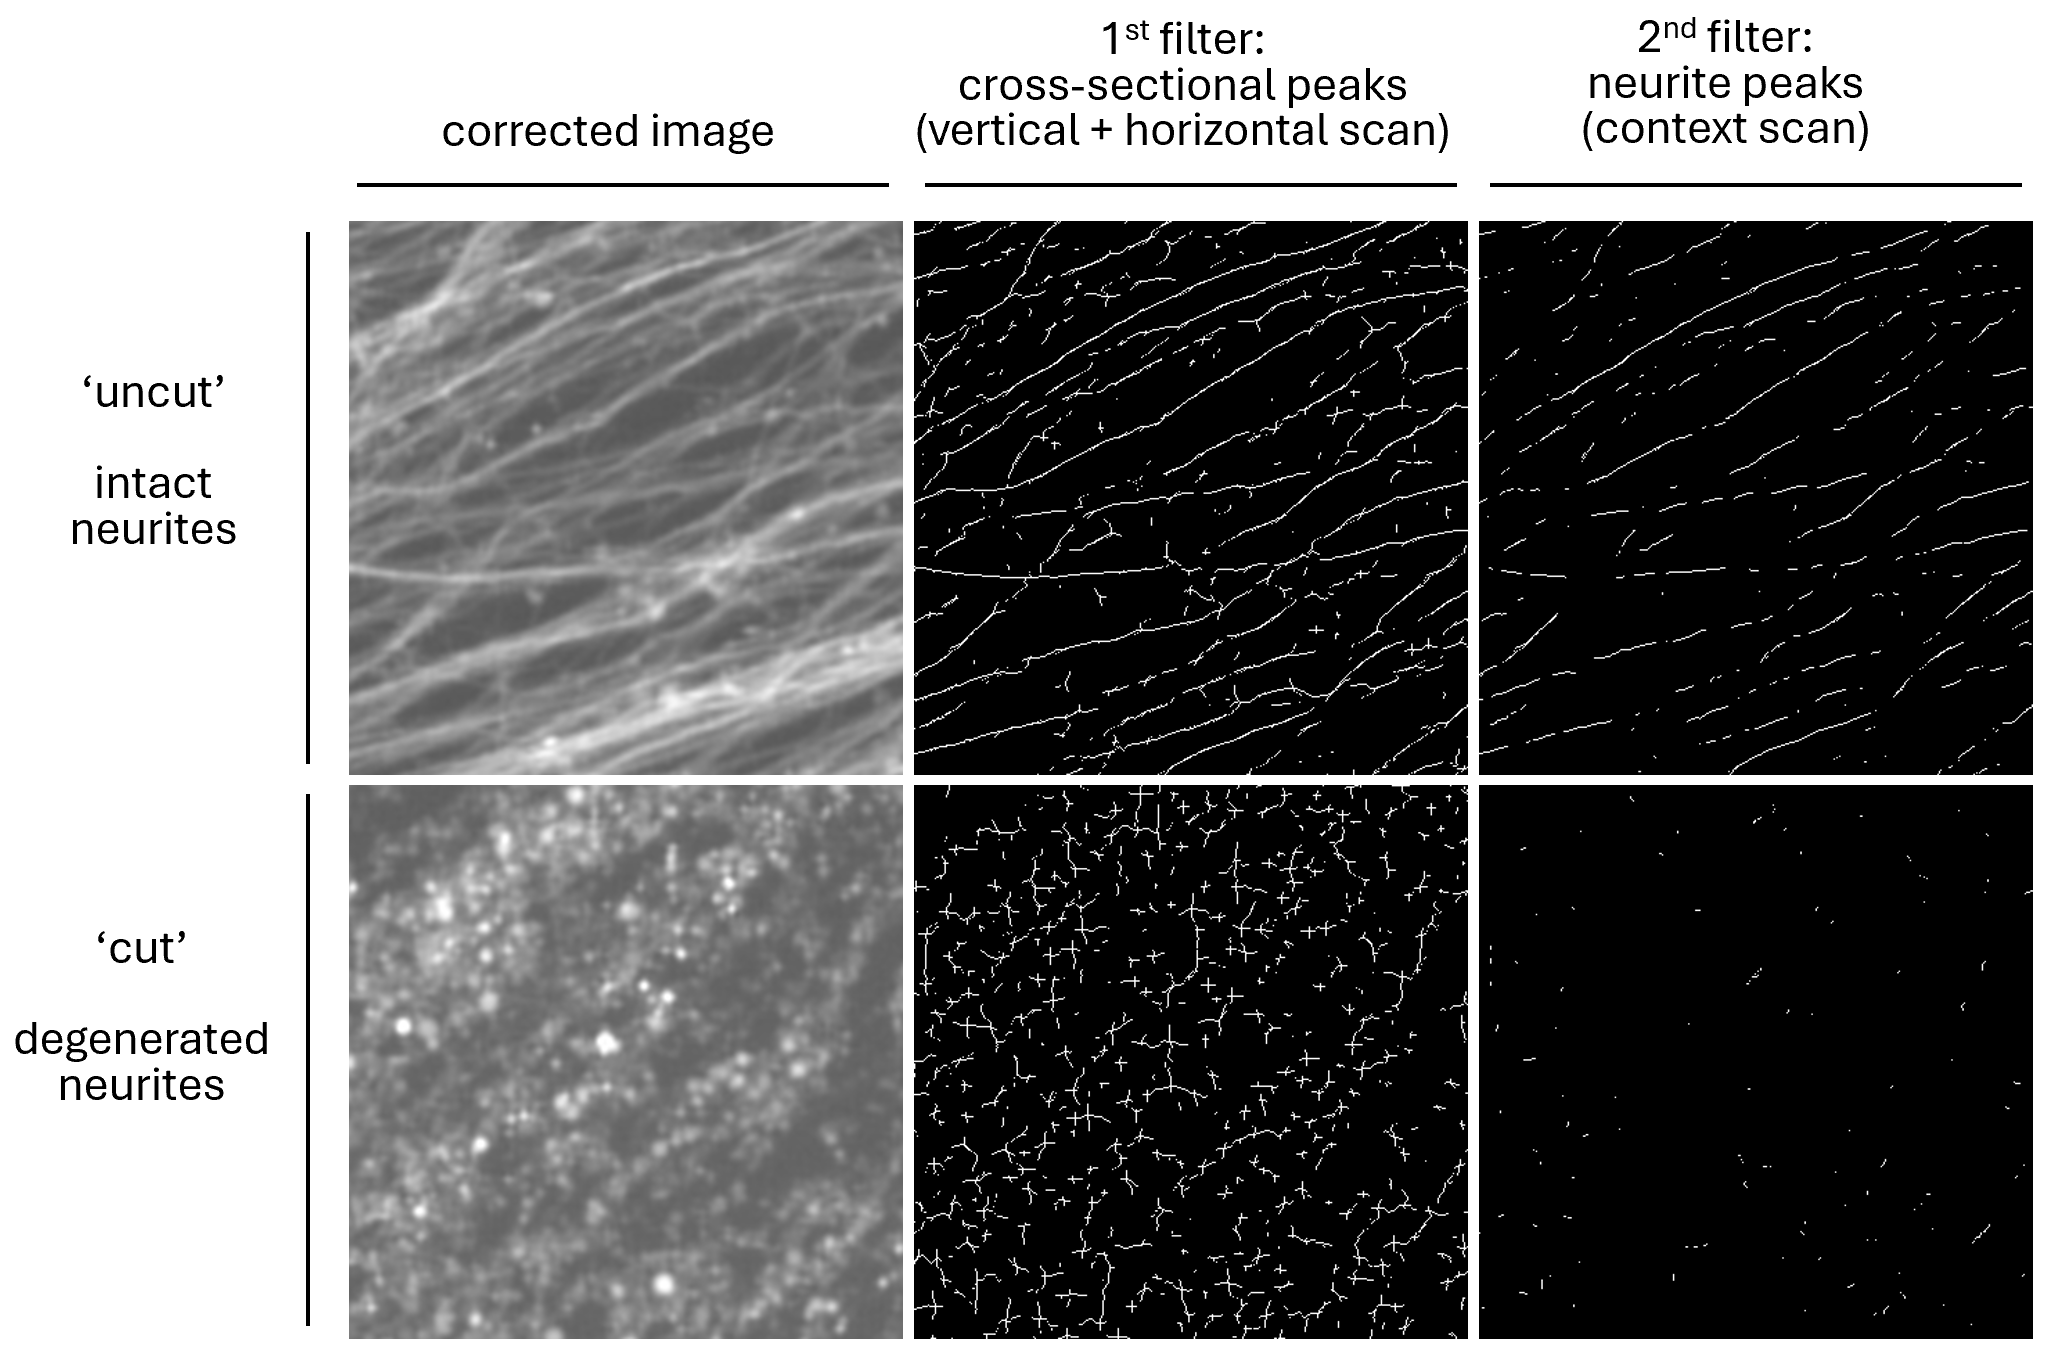 corrected image
1st filter:
cross-sectional peaks
(vertical + horizontal scan)
2nd filter:
neurite peaks
(context scan)
‘uncut’
intact
neurites
‘cut’
degenerated
neurites